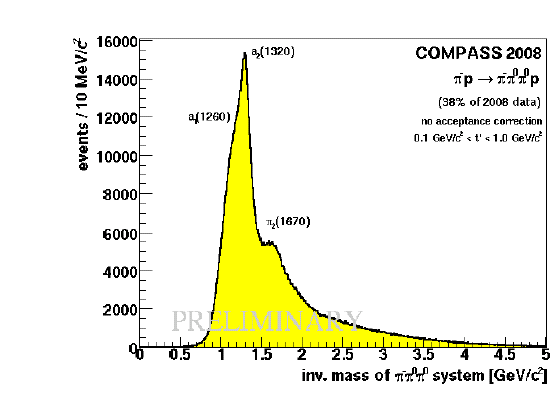 COMPASS 2008
π⁻p → π⁻π⁰π⁰p
(38% of 2008 data)
no acceptance correction
0.1 GeV/c² < t' < 1.0 GeV/c²
events / 10 MeV/c²
16000
14000
12000
10000
8000
6000
4000
2000
0
a₂(1320)
a₁(1260)
π₂(1670)
PRELIMINARY
0 0.5 1 1.5 2 2.5 3 3.5 4 4.5 5
inv. mass of π⁻π⁰π⁰ system [GeV/c²]